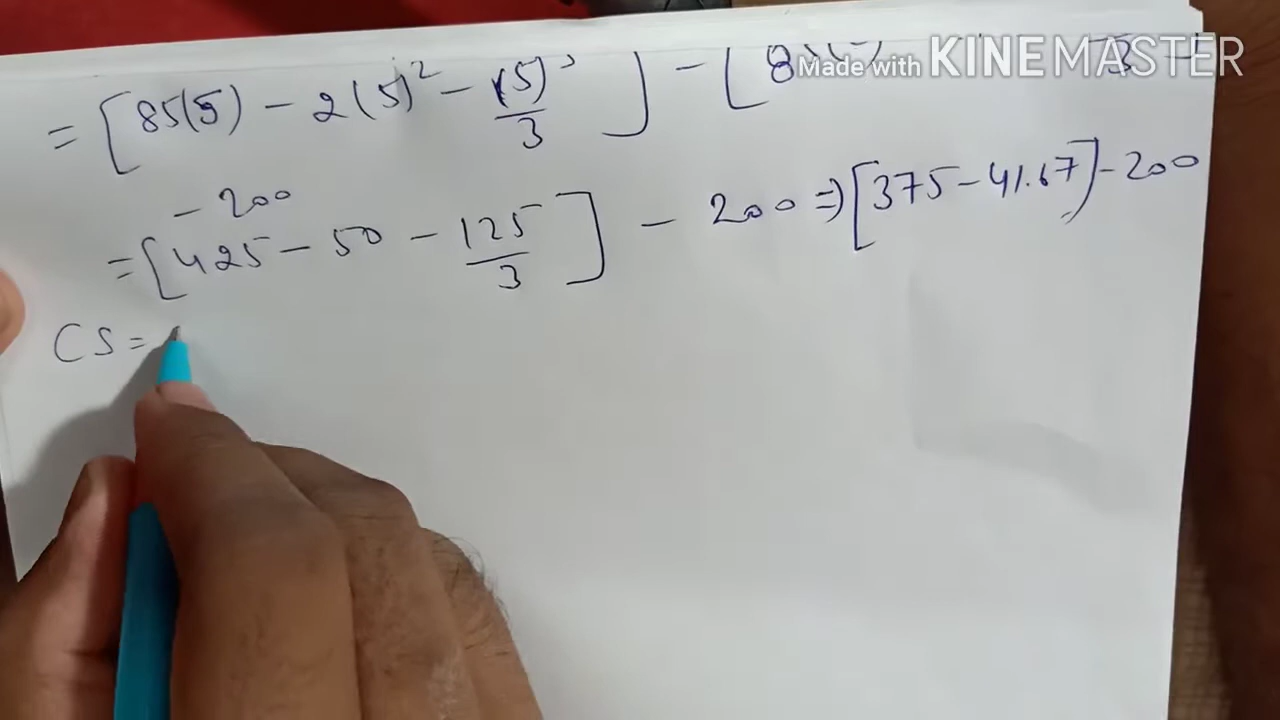 Made with KINEMASTER
= [85(5) - 2(5)² - (5)³/3] - [85(
- 200
= [425 - 50 - 125/3] - 200 ⇒ [375 - 41.67] - 200
CS =